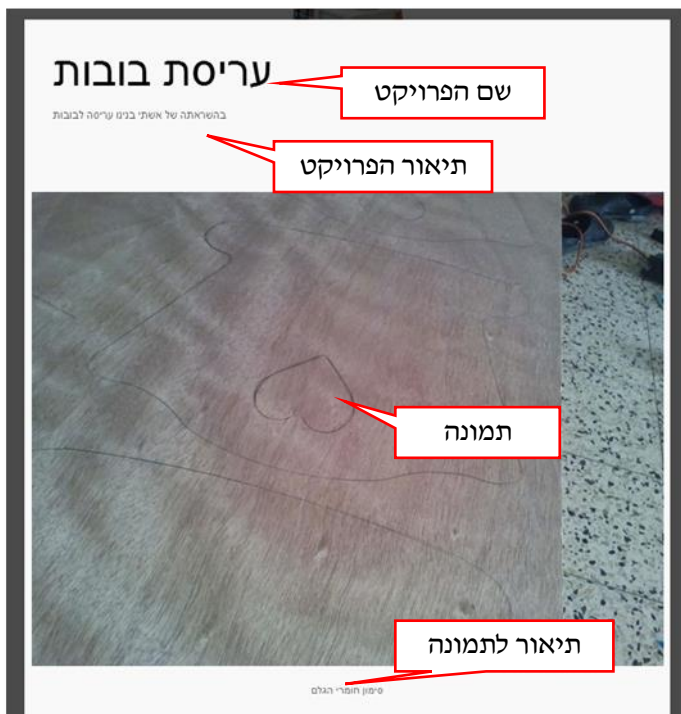 עריסת בובות
שם הפרויקט
בהשראתה של אשתי בנינו עריסה לבובות
תיאור הפרויקט
תמונה
תיאור לתמונה
סימון חומרי הגלם